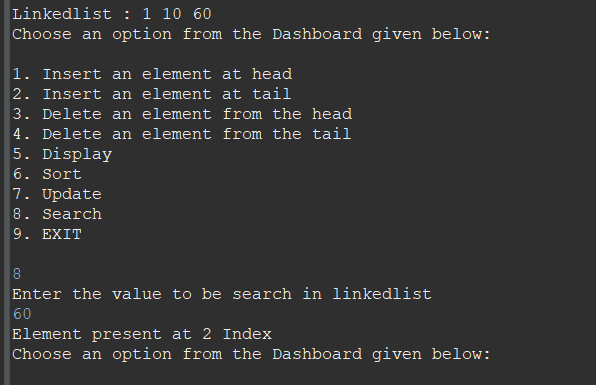 Linkedlist : 1 10 60
Choose an option from the Dashboard given below:
1. Insert an element at head
2. Insert an element at tail
3. Delete an element from the head
4. Delete an element from the tail
5. Display
6. Sort
7. Update
8. Search
9. EXIT
8
Enter the value to be search in linkedlist
60
Element present at 2 Index
Choose an option from the Dashboard given below: